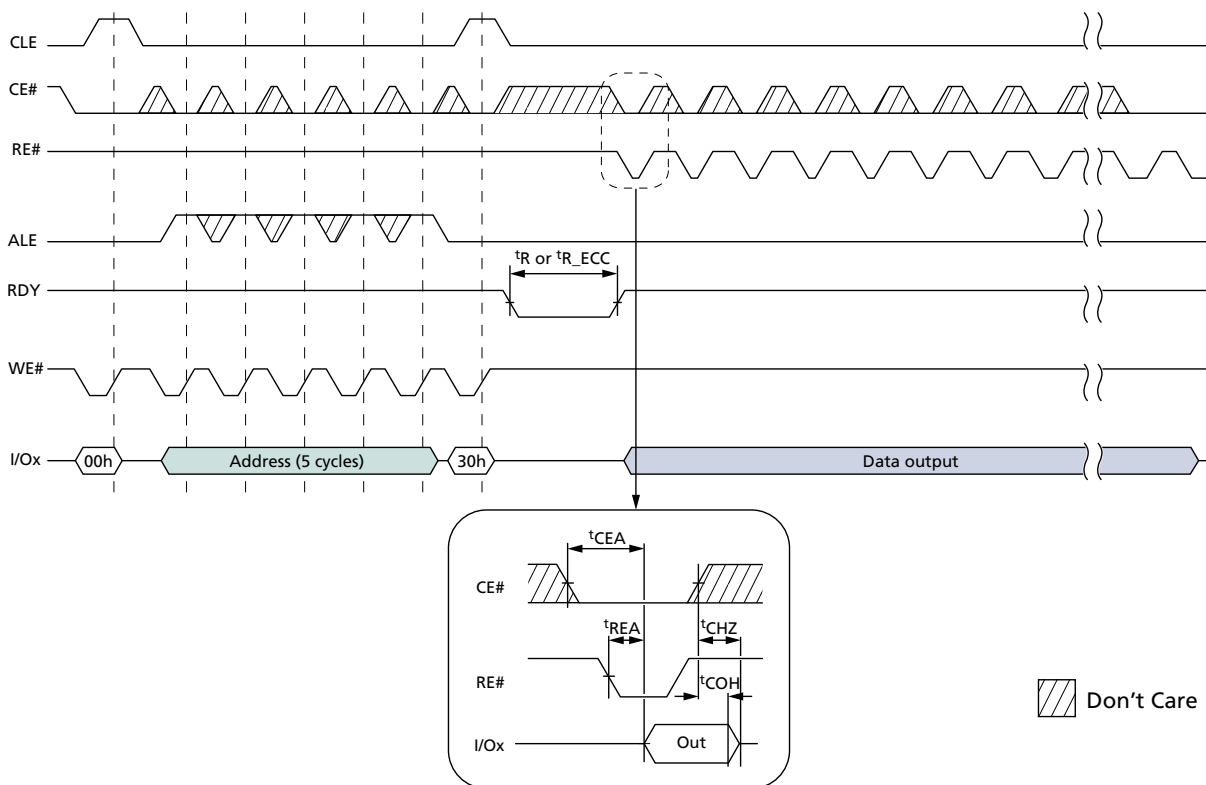 CLE
CE#
RE#
ALE
tR or tR_ECC
RDY
WE#
I/Ox 00h Address (5 cycles) 30h Data output
tCEA
CE#
tREA tCHZ
RE# tCOH
I/Ox Out
Don't Care